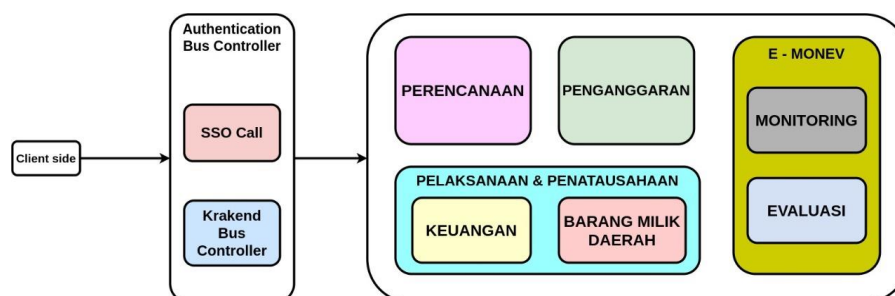 Client side
Authentication
Bus Controller
SSO Call
Krakend
Bus
Controller
PERENCANAAN
PENGANGGARAN
PELAKSANAAN & PENATAUSAHAAN
KEUANGAN
BARANG MILIK
DAERAH
E - MONEV
MONITORING
EVALUASI